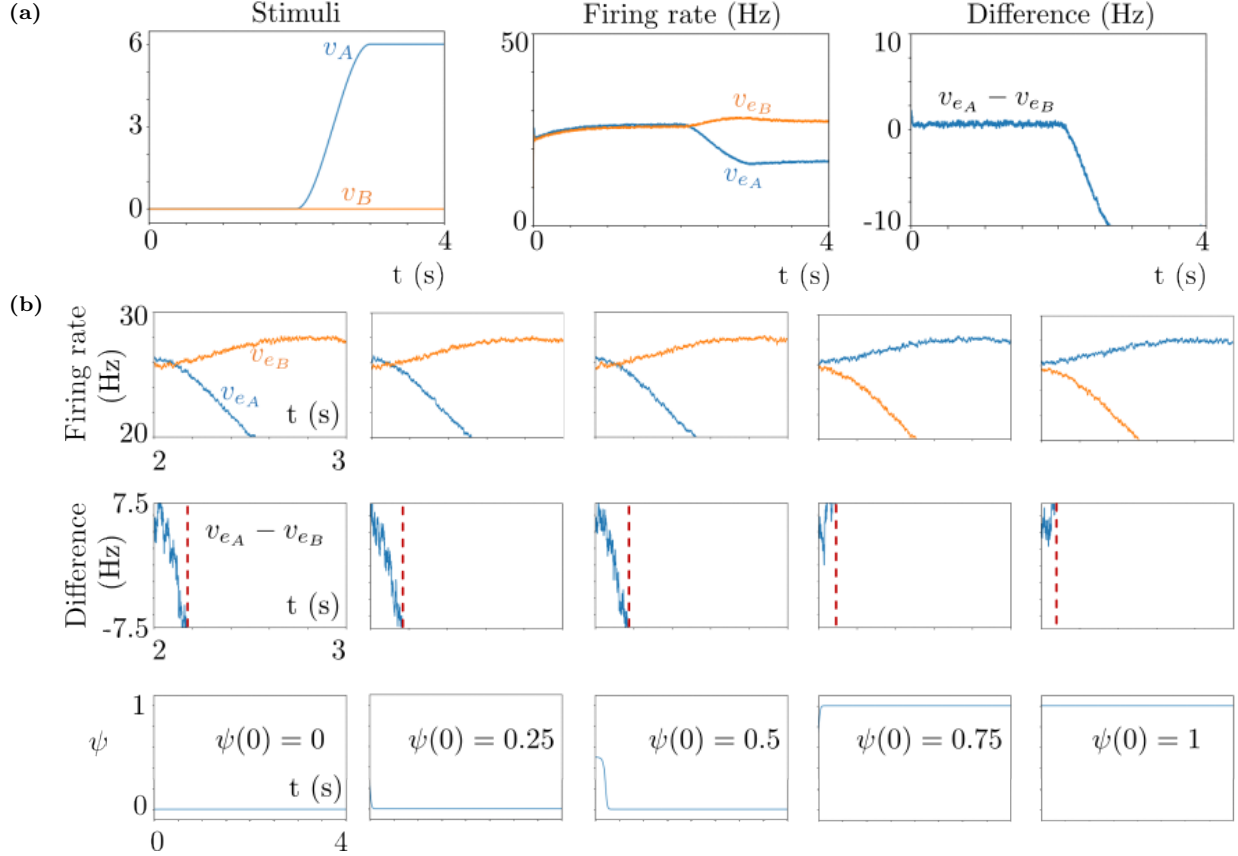 (a)
Stimuli
Firing rate (Hz)
Difference (Hz)
6
3
0
v_A
v_B
0
4
t (s)
50
0
v_{e_B}
v_{e_A}
0
4
t (s)
10
0
-10
v_{e_A} − v_{e_B}
0
4
t (s)
(b)
Firing rate
(Hz)
30
20
v_{e_B}
v_{e_A}
t (s)
2
3
Difference
(Hz)
7.5
-7.5
v_{e_A} − v_{e_B}
t (s)
2
3
ψ
1
0
ψ(0) = 0
t (s)
0
4
ψ(0) = 0.25
ψ(0) = 0.5
ψ(0) = 0.75
ψ(0) = 1